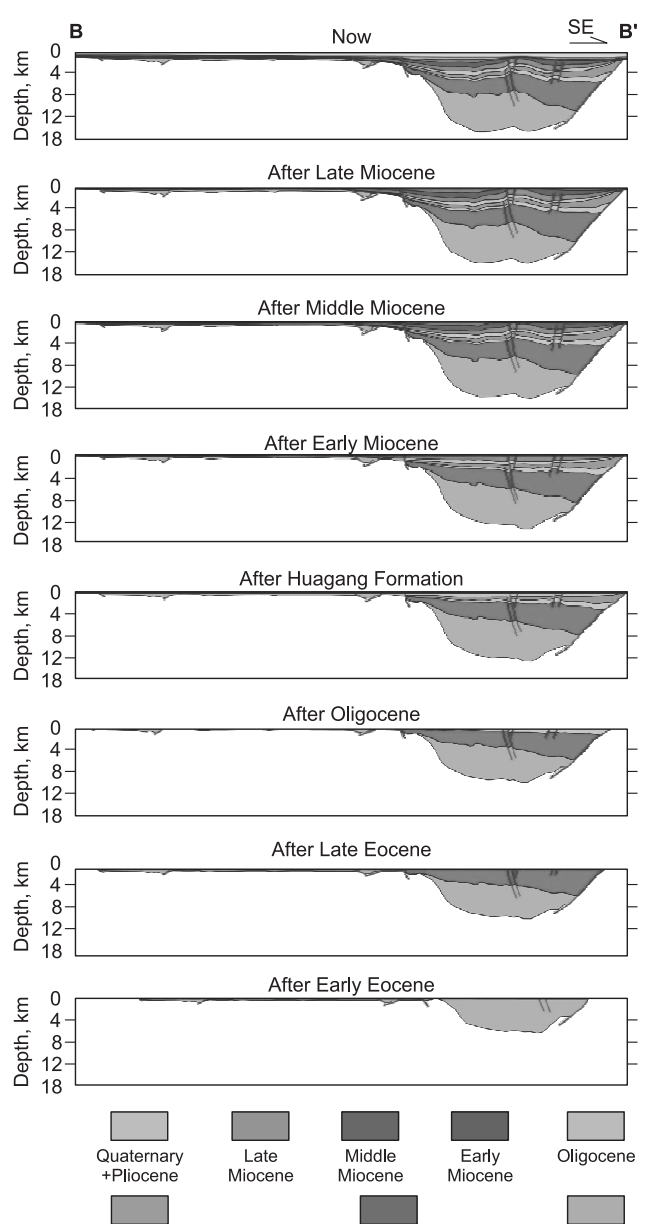 B Now SE B'
Depth, km
0
4
8
12
18
After Late Miocene
Depth, km
0
4
8
12
18
After Middle Miocene
Depth, km
0
4
8
12
18
After Early Miocene
Depth, km
0
4
8
12
18
After Huagang Formation
Depth, km
0
4
8
12
18
After Oligocene
Depth, km
0
4
8
12
18
After Late Eocene
Depth, km
0
4
8
12
18
After Early Eocene
Depth, km
0
4
8
12
18
Quaternary Late Middle Early Oligocene
+Pliocene Miocene Miocene Miocene